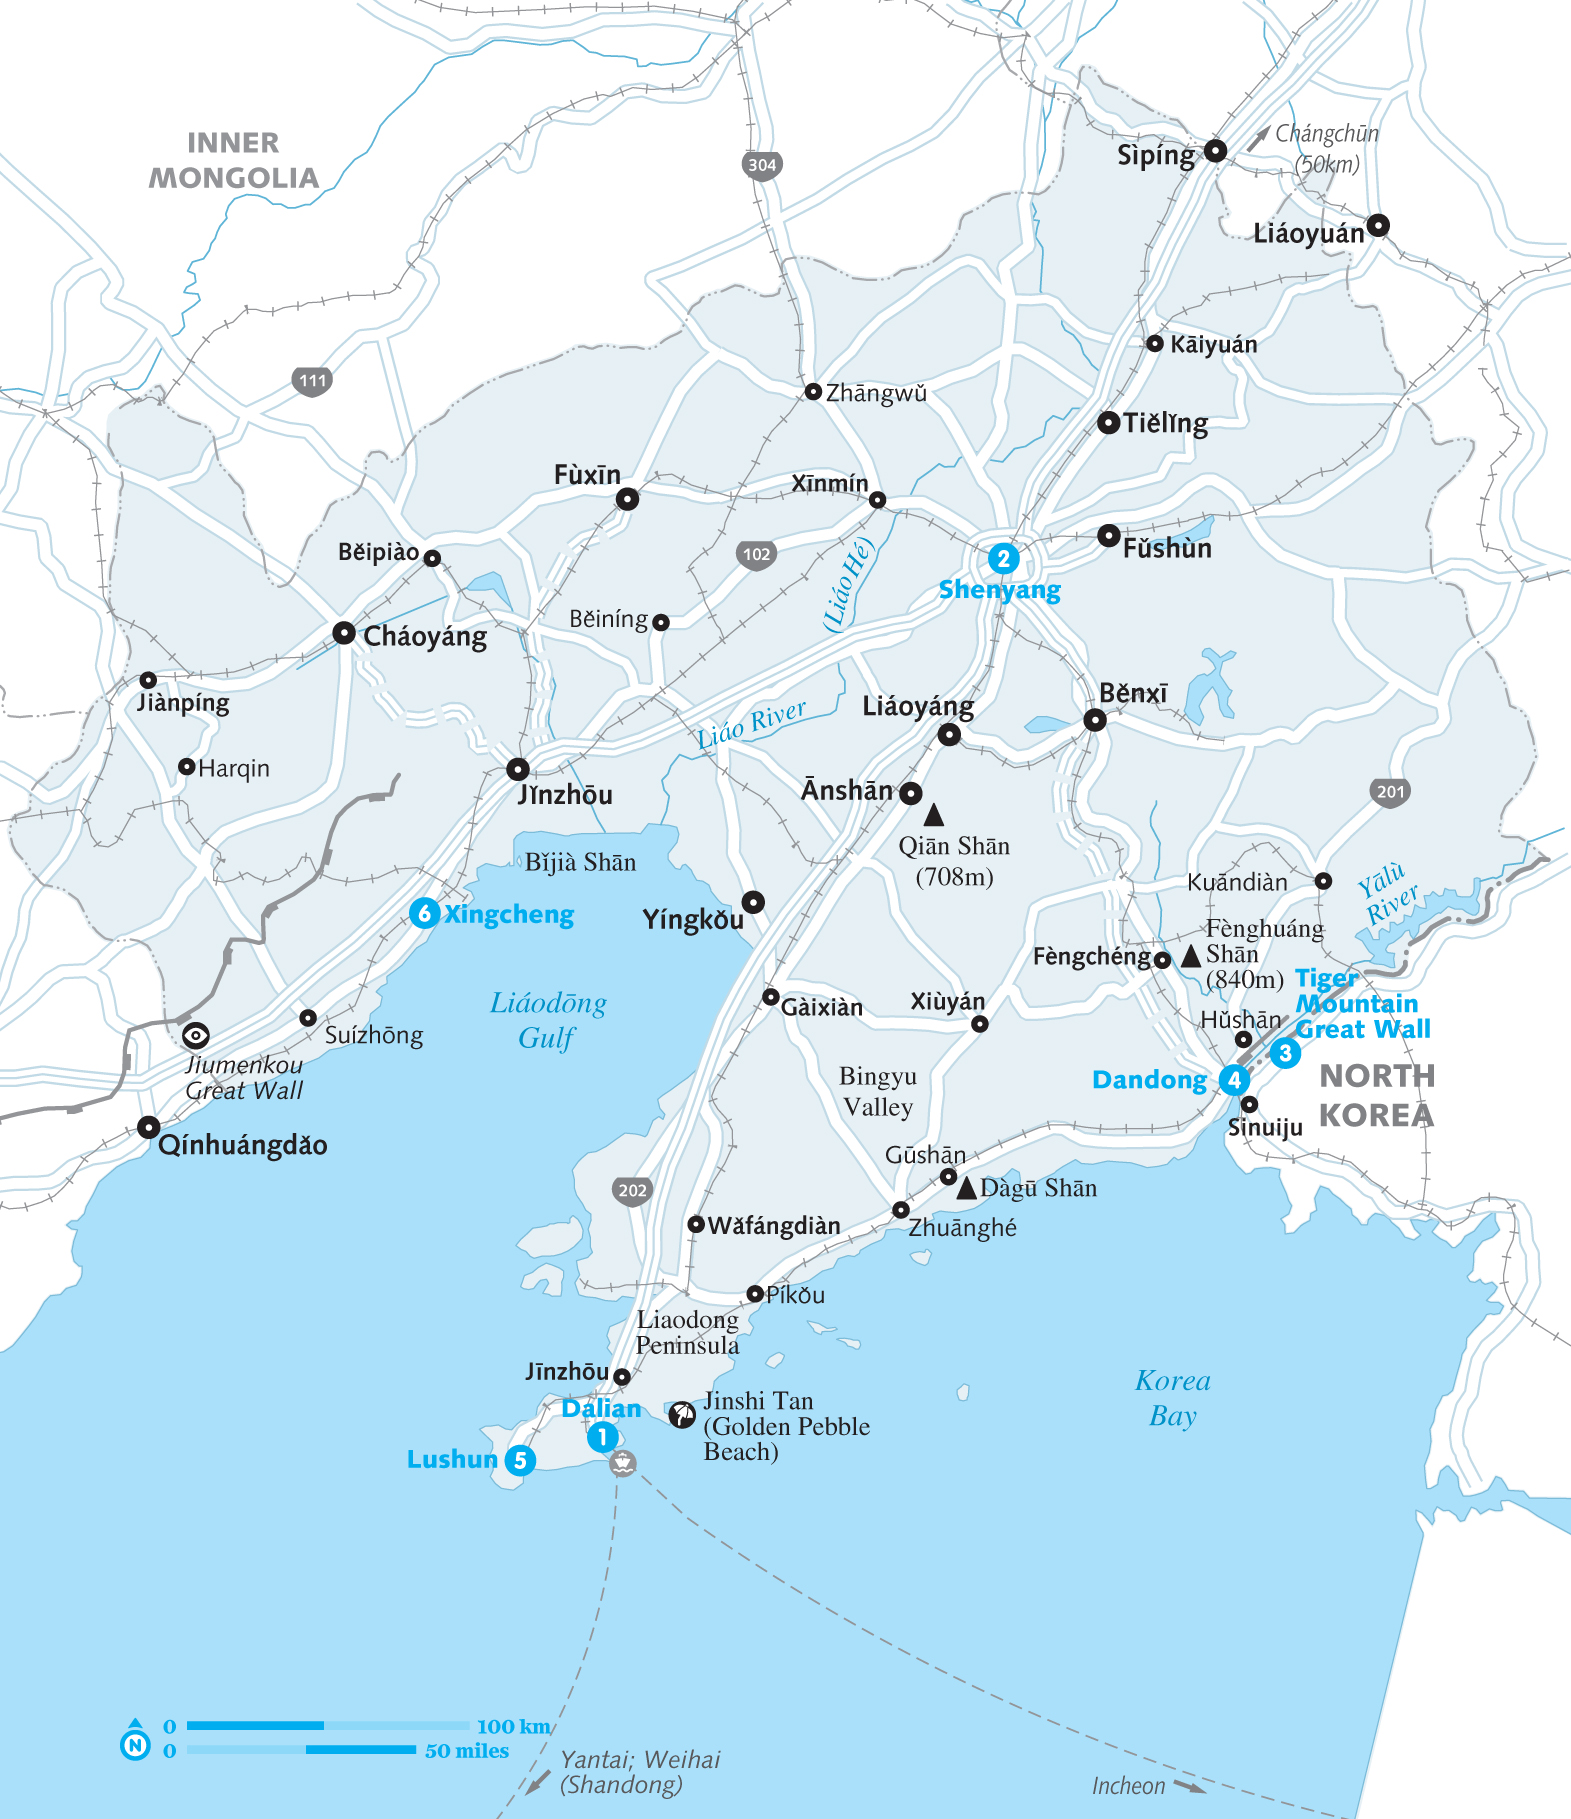 INNER
MONGOLIA
304
Sìpíng
Chángchūn
(50km)
Liáoyuán
111
Kāiyuán
Zhāngwǔ
Tiělǐng
Fùxīn
Xīnmín
Běipiào
102
Fǔshùn
2
Shenyang
(Liáo Hé)
Běiníng
Cháoyáng
Jiànpíng
Běnxī
Liáoyáng
Liáo River
Harqin
Jǐnzhōu
Ānshān
201
Qiān Shān
(708m)
Bǐjià Shān
Kuāndiàn
Yālù
River
6
Xingcheng
Yíngkǒu
Fènghuáng
Shān
(840m)
Fèngchéng
Tiger
Mountain
Great Wall
Liáodōng
Gulf
Gàixiàn
Xiùyán
Hǔshān
3
Suízhōng
Jiumenkou
Great Wall
Bingyu
Valley
Dandong
4
NORTH
KOREA
Sinuiju
Qínhuángdǎo
Gūshān
Dàgū Shān
202
Wǎfángdiàn
Zhuānghé
Píkǒu
Liaodong
Peninsula
Jīnzhōu
Korea
Bay
Dalian
1
Jinshi Tan
(Golden Pebble
Beach)
Lushun
5
N
0
100 km
0
50 miles
Yantai; Weihai
(Shandong)
Incheon